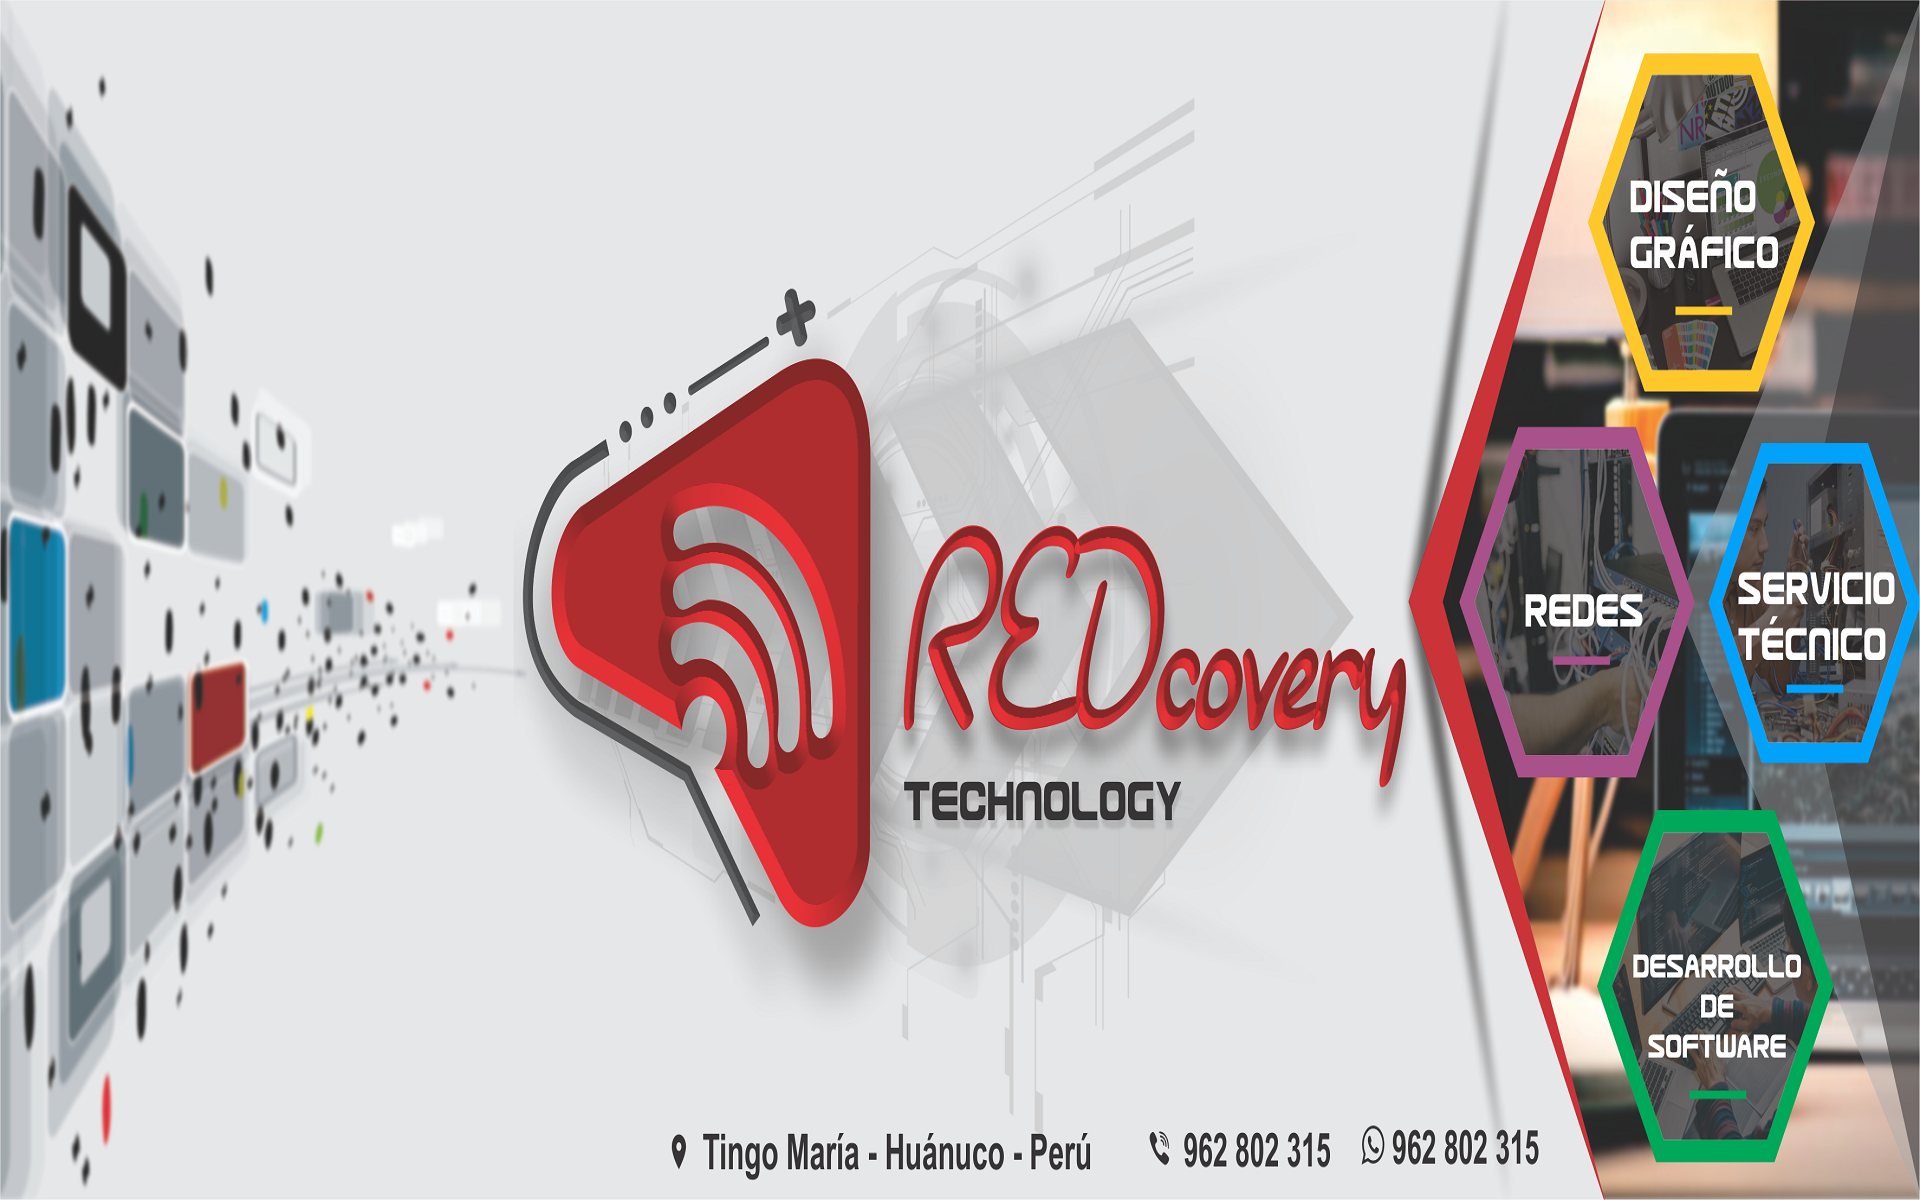 REDcovery
TECHNOLOGY
DISEÑO
GRÁFICO
REDES
SERVICIO
TÉCNICO
DESARROLLO
DE
SOFTWARE
Tingo María - Huánuco - Perú 962 802 315 962 802 315